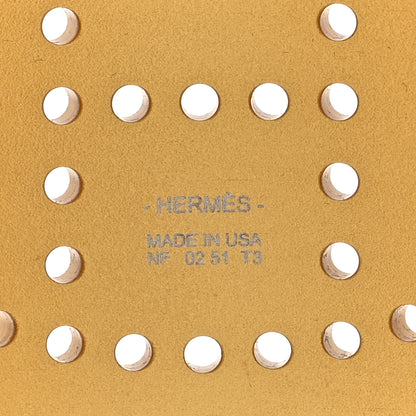 - HERMÈS -
MADE IN USA
NF 02 51 T3